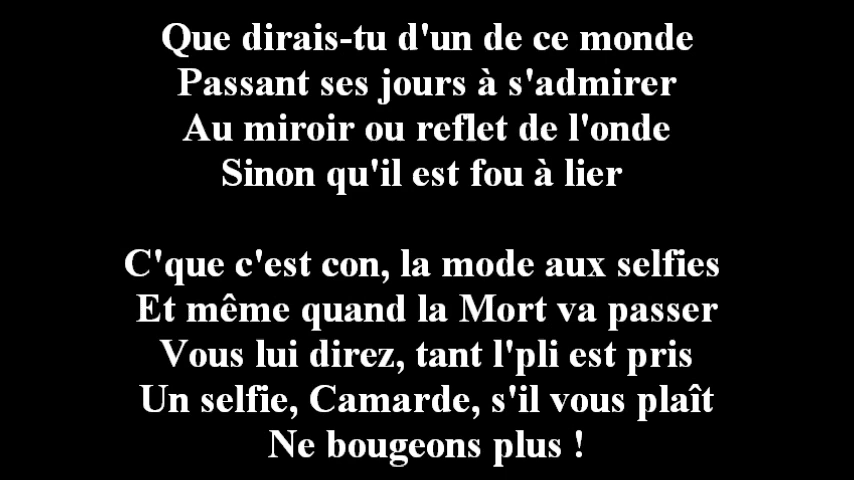 Que dirais-tu d'un de ce monde
Passant ses jours à s'admirer
Au miroir ou reflet de l'onde
Sinon qu'il est fou à lier
C'que c'est con, la mode aux selfies
Et même quand la Mort va passer
Vous lui direz, tant l'pli est pris
Un selfie, Camarde, s'il vous plaît
Ne bougeons plus !